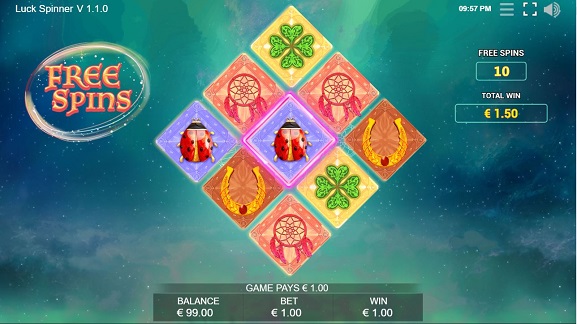 Luck Spinner V 1.1.0
09:57 PM
FREE
SPINS
FREE SPINS
10
TOTAL WIN
€ 1.50
GAME PAYS € 1.00
BALANCE BET WIN
€ 99.00 € 1.00 € 1.00